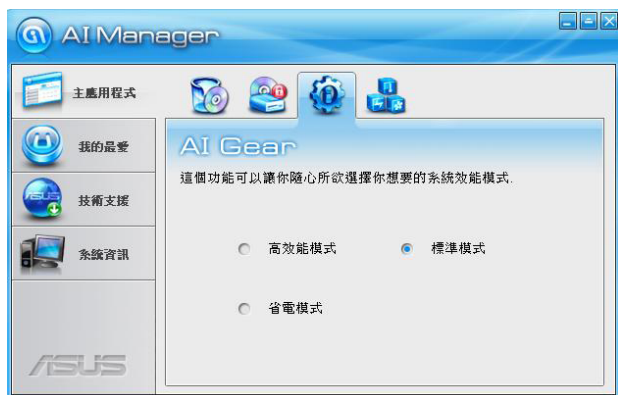 AI Manager
主應用程式
我的最愛
技術支援
系統資訊
ASUS
AI Gear
這個功能可以讓你隨心所欲選擇你想要的系統效能模式.
高效能模式
標準模式
省電模式